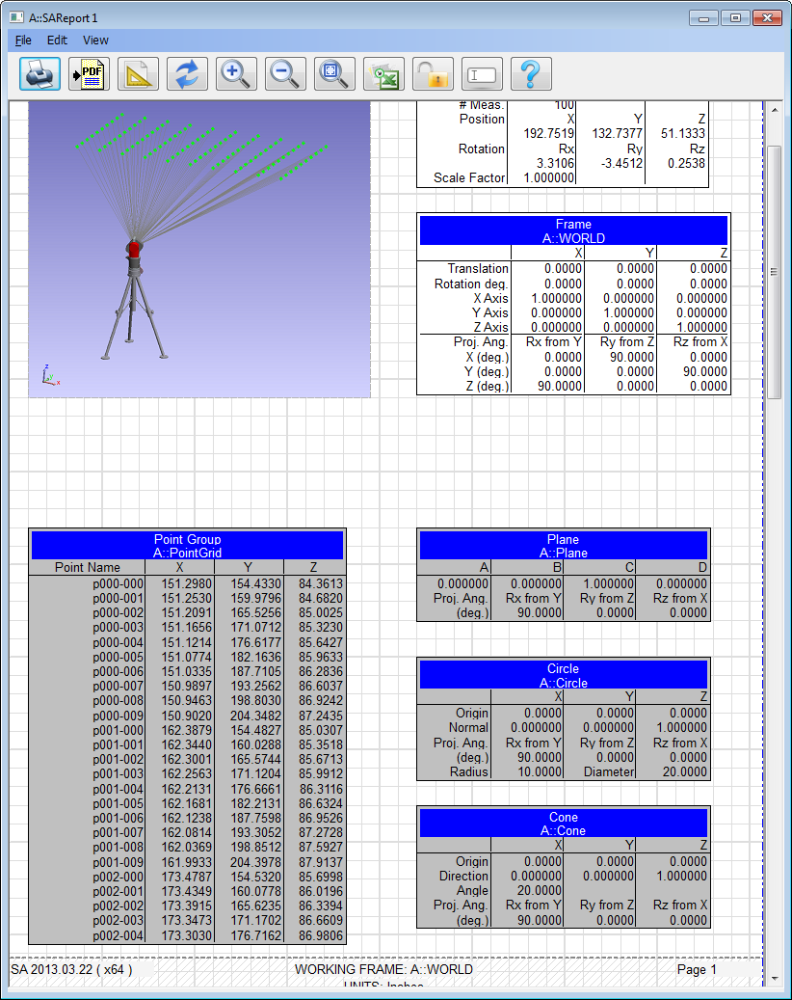 A::SAReport 1
File Edit View
PDF
# Meas. 100
Position X Y Z
192.7519 132.7377 51.1333
Rotation Rx Ry Rz
3.3106 -3.4512 0.2538
Scale Factor 1.000000
Frame
A::WORLD
X Y Z
Translation 0.0000 0.0000 0.0000
Rotation deg. 0.0000 0.0000 0.0000
X Axis 1.000000 0.000000 0.000000
Y Axis 0.000000 1.000000 0.000000
Z Axis 0.000000 0.000000 1.000000
Proj. Ang. Rx from Y Ry from Z Rz from X
X (deg.) 0.0000 90.0000 0.0000
Y (deg.) 0.0000 0.0000 90.0000
Z (deg.) 90.0000 0.0000 0.0000
z
y
x
Point Group
A::PointGrid
Point Name X Y Z
p000-000 151.2980 154.4330 84.3613
p000-001 151.2530 159.9796 84.6820
p000-002 151.2091 165.5256 85.0025
p000-003 151.1656 171.0712 85.3230
p000-004 151.1214 176.6177 85.6427
p000-005 151.0774 182.1636 85.9633
p000-006 151.0335 187.7105 86.2836
p000-007 150.9897 193.2562 86.6037
p000-008 150.9463 198.8030 86.9242
p000-009 150.9020 204.3482 87.2435
p001-000 162.3879 154.4827 85.0307
p001-001 162.3440 160.0288 85.3518
p001-002 162.3001 165.5744 85.6713
p001-003 162.2563 171.1204 85.9912
p001-004 162.2131 176.6661 86.3116
p001-005 162.1681 182.2131 86.6324
p001-006 162.1238 187.7598 86.9526
p001-007 162.0814 193.3052 87.2728
p001-008 162.0369 198.8512 87.5927
p001-009 161.9933 204.3978 87.9137
p002-000 173.4787 154.5320 85.6998
p002-001 173.4349 160.0778 86.0196
p002-002 173.3915 165.6235 86.3394
p002-003 173.3473 171.1702 86.6609
p002-004 173.3030 176.7162 86.9806
Plane
A::Plane
A B C D
0.000000 0.000000 1.000000 0.000000
Proj. Ang. Rx from Y Ry from Z Rz from X
(deg.) 90.0000 0.0000 0.0000
Circle
A::Circle
X Y Z
Origin 0.0000 0.0000 0.0000
Normal 0.000000 0.000000 1.000000
Proj. Ang. Rx from Y Ry from Z Rz from X
(deg.) 90.0000 0.0000 0.0000
Radius 10.0000 Diameter 20.0000
Cone
A::Cone
X Y Z
Origin 0.0000 0.0000 0.0000
Direction 0.000000 0.000000 1.000000
Angle 20.0000
Proj. Ang. Rx from Y Ry from Z Rz from X
(deg.) 90.0000 0.0000 0.0000
SA 2013.03.22 ( x64 ) WORKING FRAME: A::WORLD Page 1
UNITS: Inches